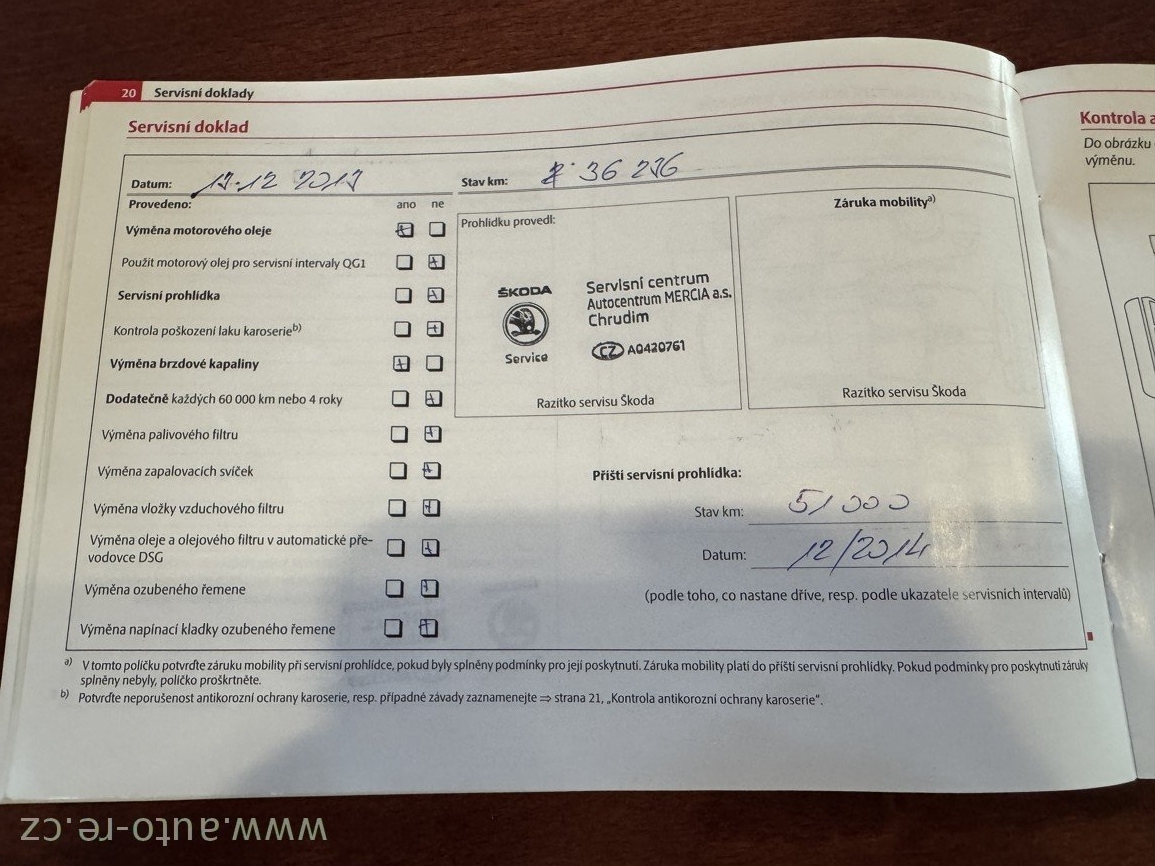 20 Servisní doklady
Servisní doklad
Datum: 17.12 2013 Stav km: 36 236
Provedeno: ano ne
Výměna motorového oleje
Použit motorový olej pro servisní intervaly QG1
Servisní prohlídka
Kontrola poškození laku karoserie b)
Výměna brzdové kapaliny
Dodatečně každých 60 000 km nebo 4 roky
Výměna palivového filtru
Výměna zapalovacích svíček
Výměna vložky vzduchového filtru
Výměna oleje a olejového filtru v automatické pře-
vodovce DSG
Výměna ozubeného řemene
Výměna napínací kladky ozubeného řemene
Prohlídku provedl:
ŠKODA
Service
Servisní centrum
Autocentrum MERCIA a.s.
Chrudim
CZ A0420761
Razítko servisu Škoda
Záruka mobility a)
Razítko servisu Škoda
Příští servisní prohlídka:
Stav km: 51 000
Datum: 12/2014
(podle toho, co nastane dříve, resp. podle ukazatele servisních intervalů)
a) V tomto políčku potvrďte záruku mobility při servisní prohlídce, pokud byly splněny podmínky pro její poskytnutí. Záruka mobility platí do příští servisní prohlídky. Pokud podmínky pro poskytnutí záruky
splněny nebyly, políčko proškrtněte.
b) Potvrďte neporušenost antikorozní ochrany karoserie, resp. případné závady zaznamenejte ⇒ strana 21, „Kontrola antikorozní ochrany karoserie“.
Kontrola a
Do obrázku
výměnu.
www.auto-re.cz